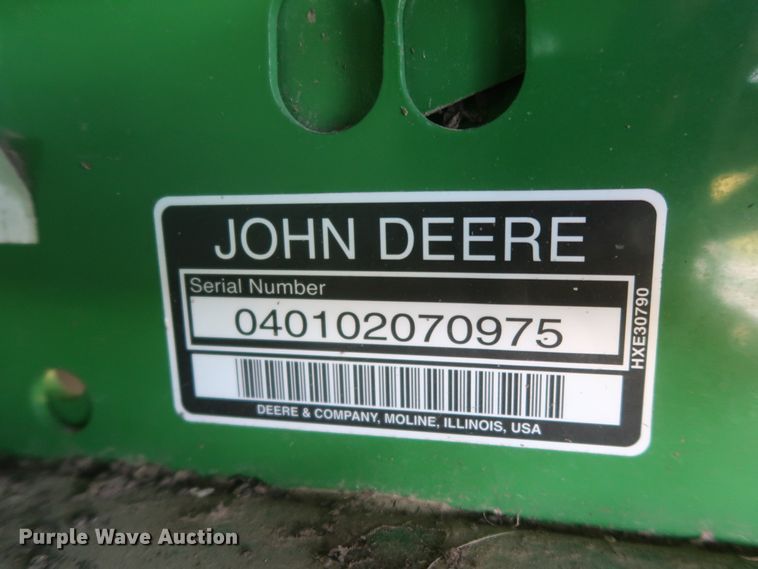 JOHN DEERE
Serial Number
040102070975
HXE30790
DEERE & COMPANY, MOLINE, ILLINOIS, USA
Purple Wave Auction